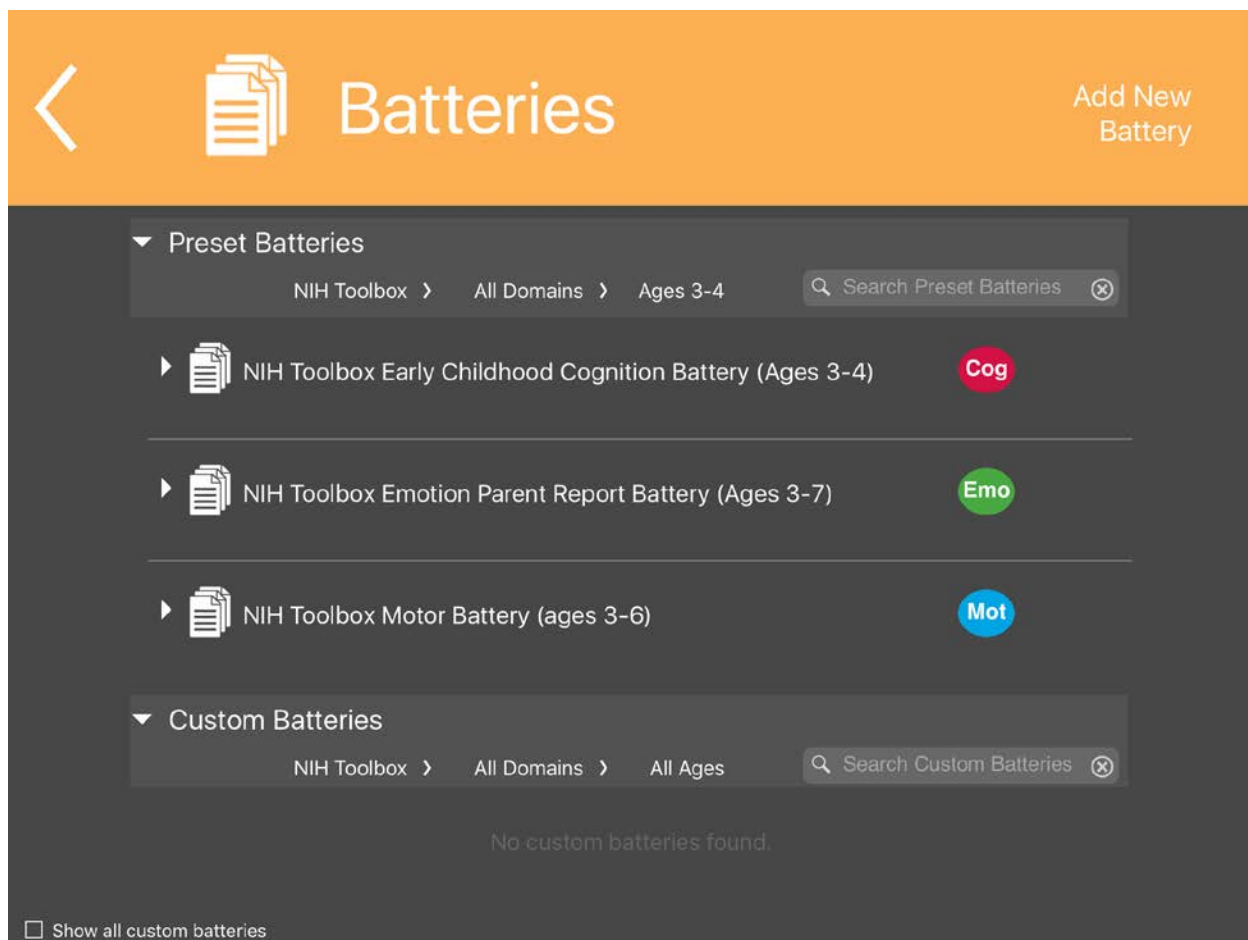 Batteries
Add New
Battery
Preset Batteries
NIH Toolbox > All Domains > Ages 3-4 Search Preset Batteries
NIH Toolbox Early Childhood Cognition Battery (Ages 3-4) Cog
NIH Toolbox Emotion Parent Report Battery (Ages 3-7) Emo
NIH Toolbox Motor Battery (ages 3-6) Mot
Custom Batteries
NIH Toolbox > All Domains > All Ages Search Custom Batteries
No custom batteries found.
Show all custom batteries